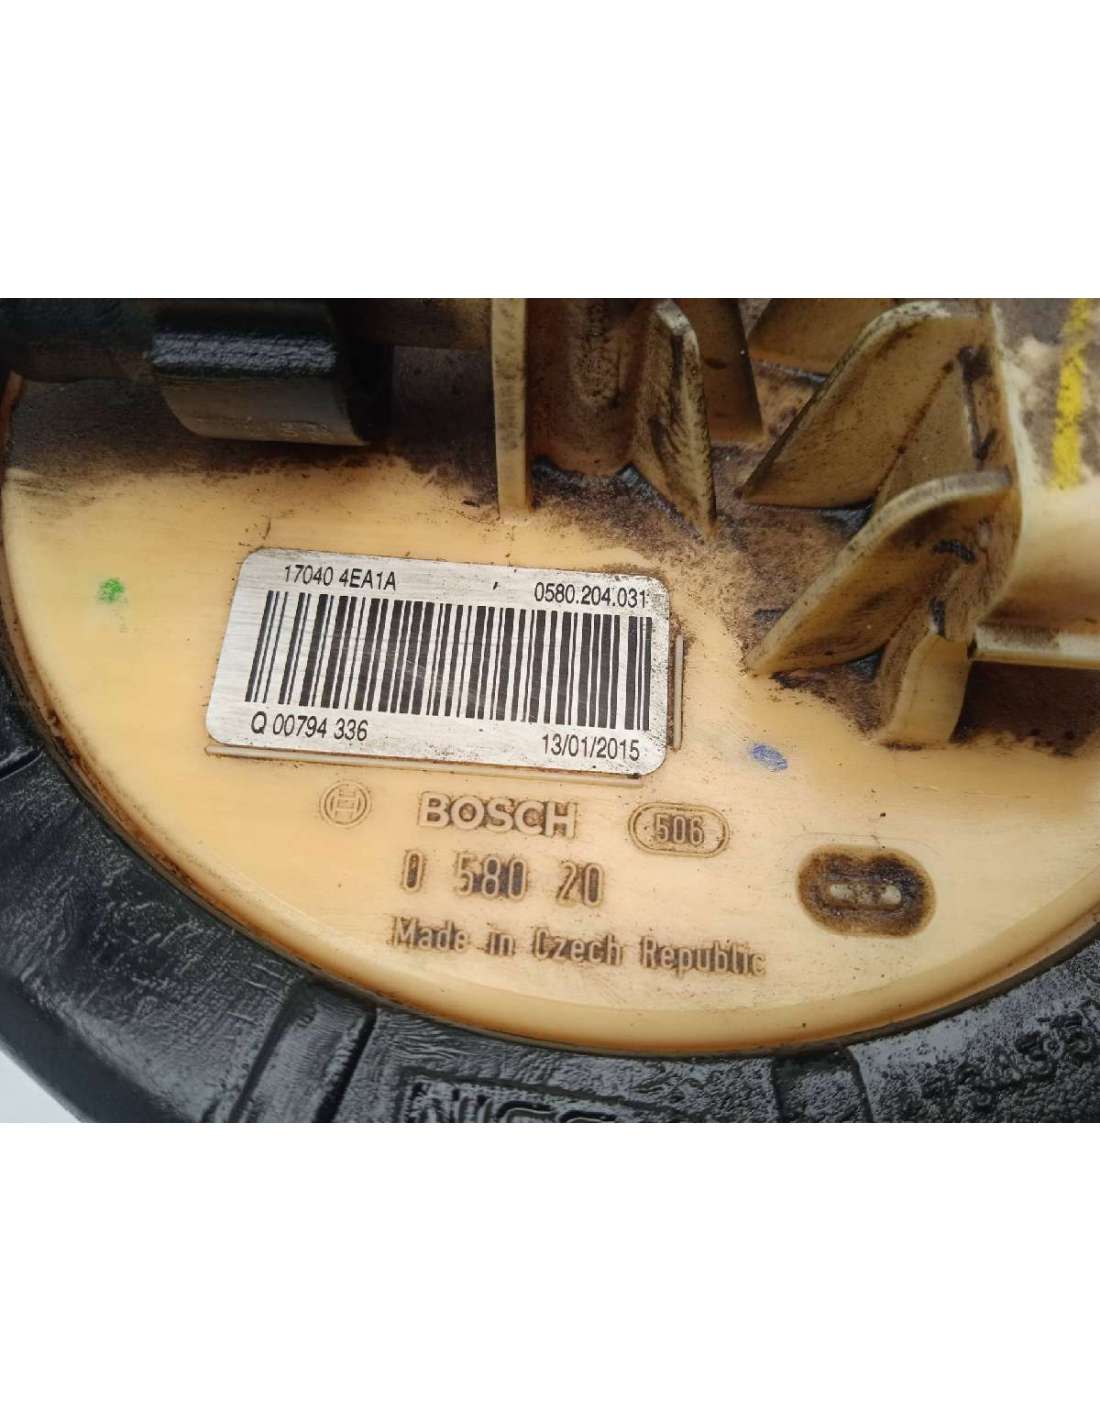 17040 4EA1A 0580.204.031
Q 00794 336 13/01/2015
BOSCH 506
0 580 20
Made in Czech Republic